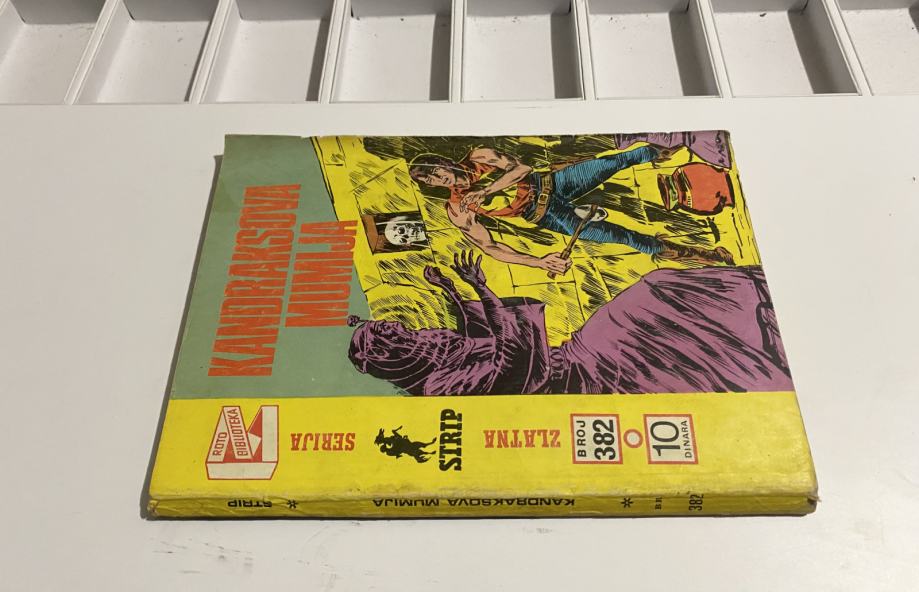 KANDRAKSOVA
MUMIJA
ROTO
BIBLIOTEKA
SERIJA
STRIP
ZLATNA
BROJ
382
10
DINARA
STRIP * KANDRAKSOVA MUMIJA * BR
382